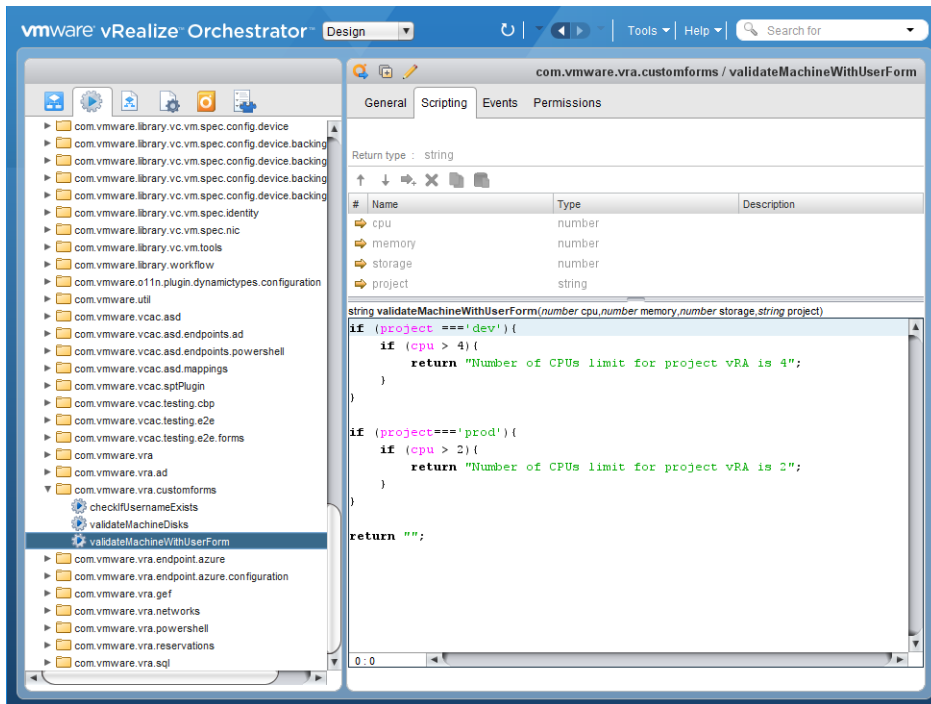 vmware vRealize™ Orchestrator™ Design Tools Help Search for
com.vmware.library.vc.vm.spec.config.device
com.vmware.library.vc.vm.spec.config.device.backing
com.vmware.library.vc.vm.spec.config.device.backing
com.vmware.library.vc.vm.spec.config.device.backing
com.vmware.library.vc.vm.spec.config.device.backing
com.vmware.library.vc.vm.spec.identity
com.vmware.library.vc.vm.spec.nic
com.vmware.library.vc.vm.tools
com.vmware.library.workflow
com.vmware.o11n.plugin.dynamictypes.configuration
com.vmware.util
com.vmware.vcac.asd
com.vmware.vcac.asd.endpoints.ad
com.vmware.vcac.asd.endpoints.powershell
com.vmware.vcac.asd.mappings
com.vmware.vcac.sptPlugin
com.vmware.vcac.testing.cbp
com.vmware.vcac.testing.e2e
com.vmware.vcac.testing.e2e.forms
com.vmware.vra
com.vmware.vra.ad
com.vmware.vra.customforms
checkIfUsernameExists
validateMachineDisks
validateMachineWithUserForm
com.vmware.vra.endpoint.azure
com.vmware.vra.endpoint.azure.configuration
com.vmware.vra.gef
com.vmware.vra.networks
com.vmware.vra.powershell
com.vmware.vra.reservations
com.vmware.vra.sql
com.vmware.vra.customforms / validateMachineWithUserForm
General Scripting Events Permissions
Return type : string
# Name Type Description
cpu number
memory number
storage number
project string
string validateMachineWithUserForm(number cpu,number memory,number storage,string project)
if (project ==='dev'){
if (cpu > 4){
return "Number of CPUs limit for project vRA is 4";
}
}
if (project==='prod'){
if (cpu > 2){
return "Number of CPUs limit for project vRA is 2";
}
}
return "";
0 : 0